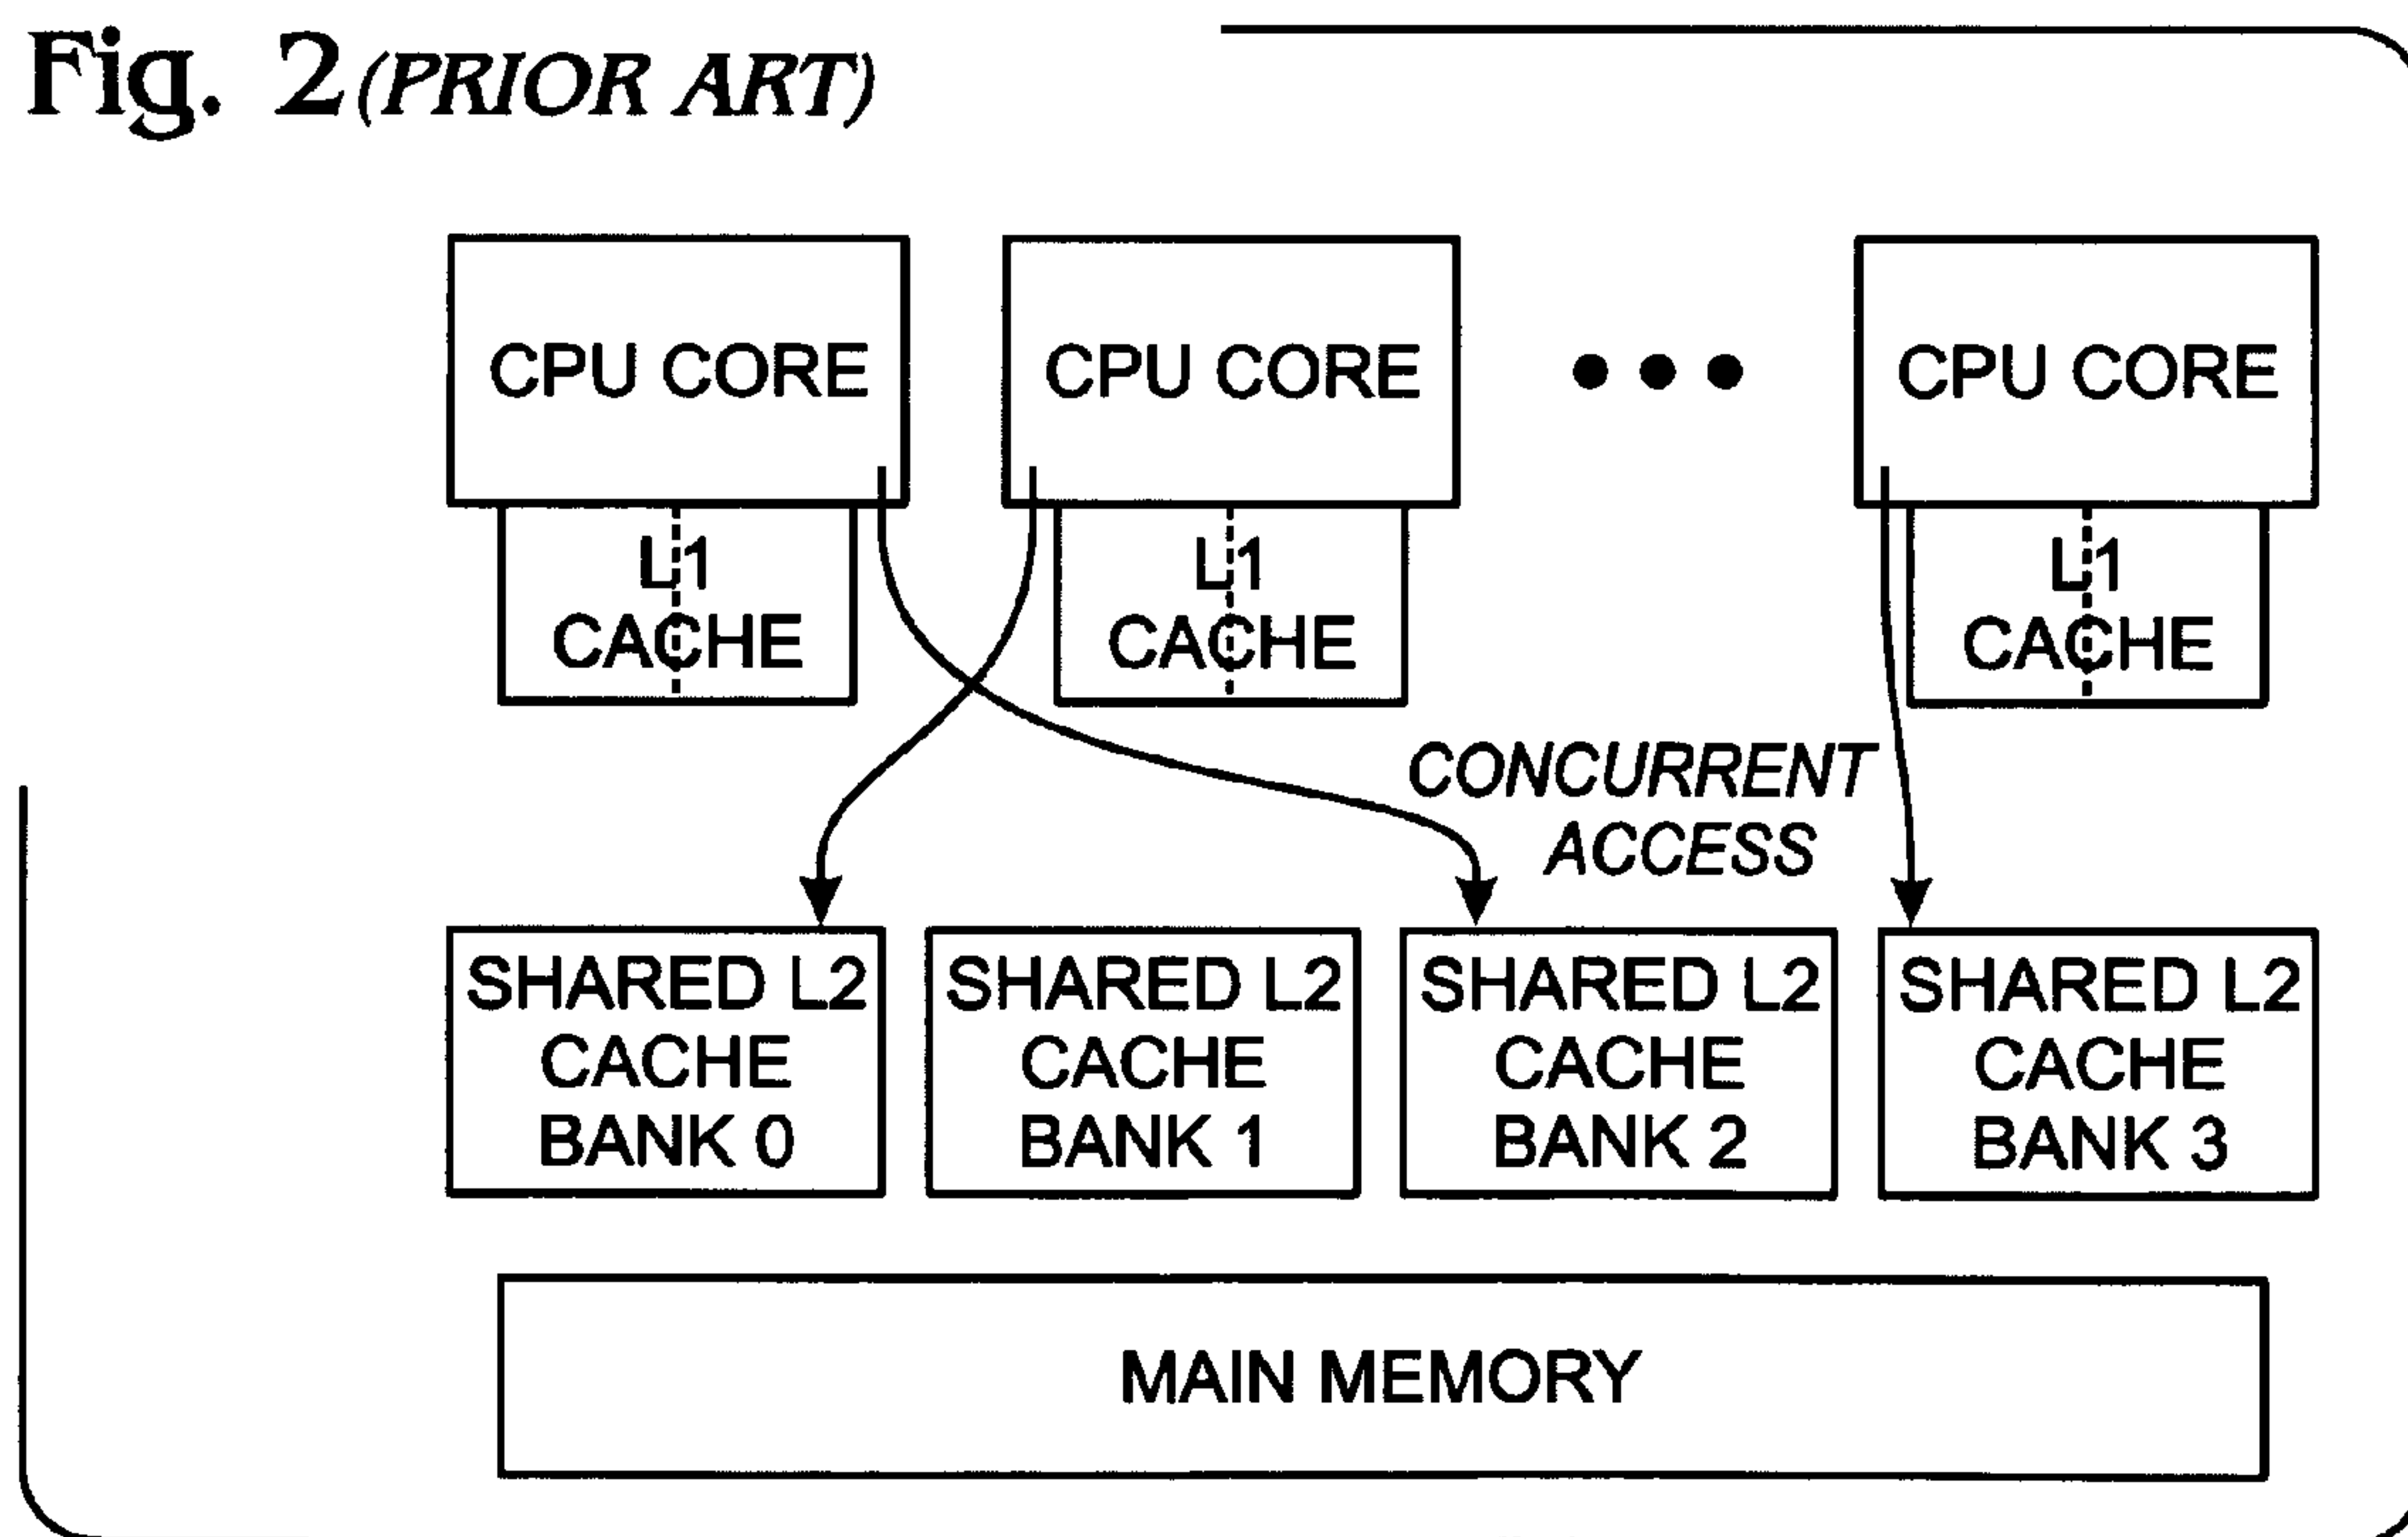 Fig. 2 (PRIOR ART)
CPU CORE
CPU CORE
CPU CORE
L1
CACHE
L1
CACHE
L1
CACHE
CONCURRENT
ACCESS
SHARED L2
CACHE
BANK 0
SHARED L2
CACHE
BANK 1
SHARED L2
CACHE
BANK 2
SHARED L2
CACHE
BANK 3
MAIN MEMORY